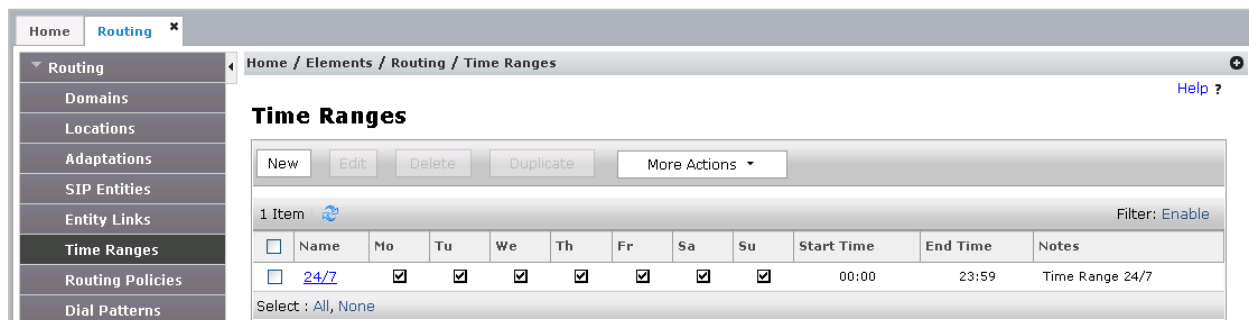 Home Routing ×
Routing
Home / Elements / Routing / Time Ranges
Help ?
Domains
Locations
Adaptations
SIP Entities
Entity Links
Time Ranges
Routing Policies
Dial Patterns
Time Ranges
New Edit Delete Duplicate More Actions
1 Item Filter: Enable
Name Mo Tu We Th Fr Sa Su Start Time End Time Notes
24/7 00:00 23:59 Time Range 24/7
Select : All, None